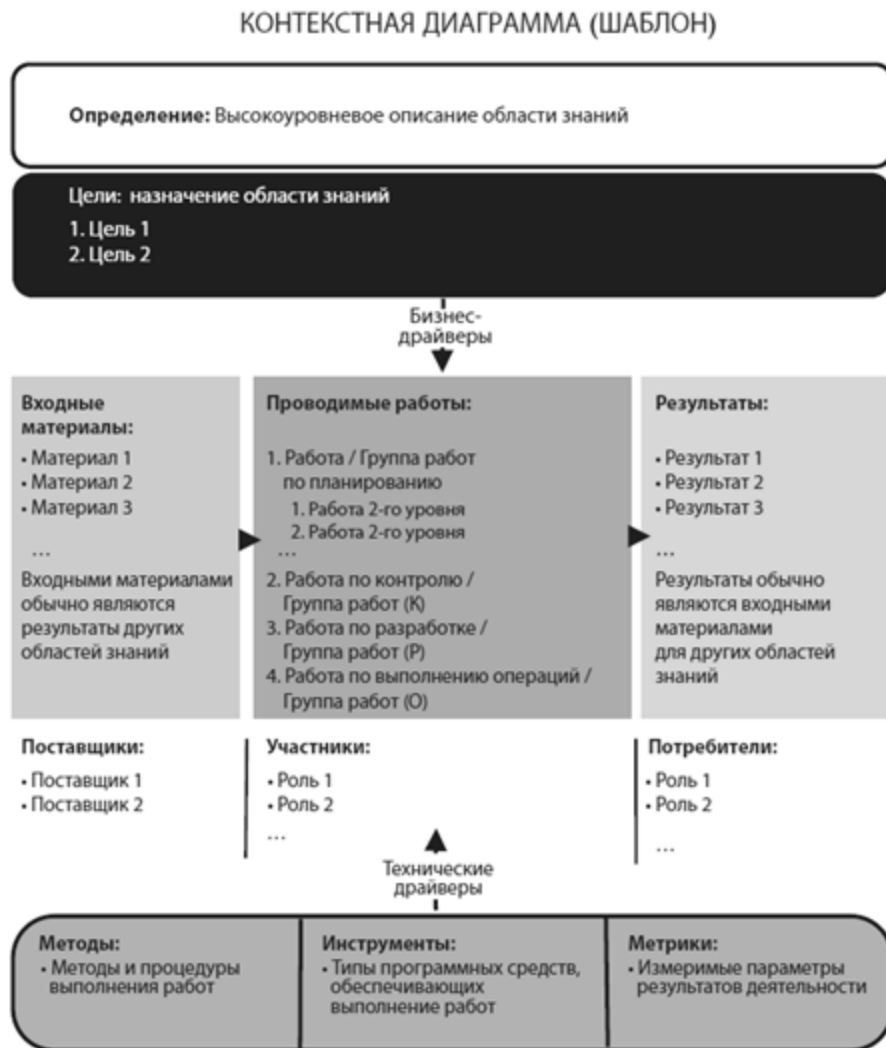 КОНТЕКСТНАЯ ДИАГРАММА (ШАБЛОН)
Определение: Высокоуровневое описание области знаний
Цели: назначение области знаний
1. Цель 1
2. Цель 2
Бизнес-
драйверы
Входные
материалы:
• Материал 1
• Материал 2
• Материал 3
...
Входными материалами
обычно являются
результаты других
областей знаний
Проводимые работы:
1. Работа / Группа работ
по планированию
1. Работа 2-го уровня
2. Работа 2-го уровня
...
2. Работа по контролю /
Группа работ (К)
3. Работа по разработке /
Группа работ (Р)
4. Работа по выполнению операций /
Группа работ (О)
Результаты:
• Результат 1
• Результат 2
• Результат 3
...
Результаты обычно
являются входными
материалами
для других областей
знаний
Поставщики:
• Поставщик 1
• Поставщик 2
Участники:
• Роль 1
• Роль 2
...
Потребители:
• Роль 1
• Роль 2
...
Технические
драйверы
Методы:
• Методы и процедуры
выполнения работ
Инструменты:
• Типы программных средств,
обеспечивающих
выполнение работ
Метрики:
• Измеримые параметры
результатов деятельности